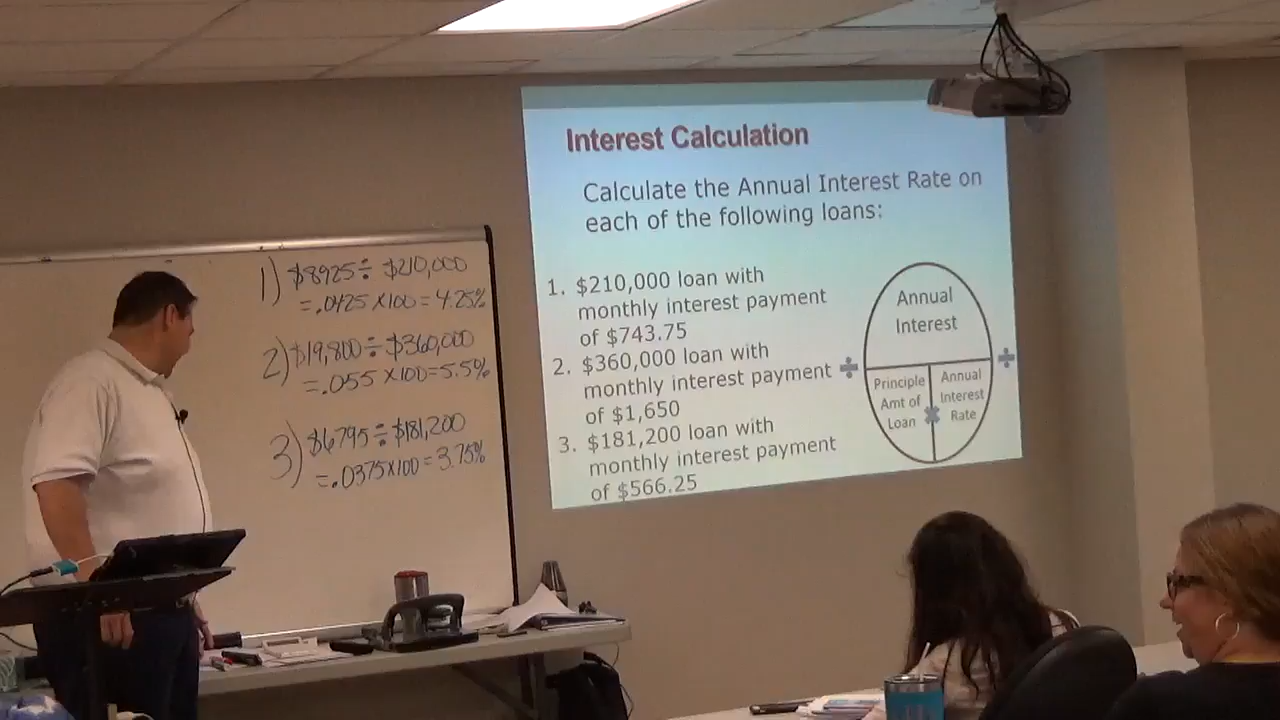 1) $8925 ÷ $210,000
= .0425 X100 = 4.25%
2) $19,800 ÷ $360,000
= .055 X100 = 5.5%
3) $6795 ÷ $181,200
= .0375X100 = 3.75%
Interest Calculation
Calculate the Annual Interest Rate on
each of the following loans:
1. $210,000 loan with
monthly interest payment
of $743.75
2. $360,000 loan with
monthly interest payment
of $1,650
3. $181,200 loan with
monthly interest payment
of $566.25
÷
Annual
Interest
÷
Principle
Amt of
Loan
×
Annual
Interest
Rate